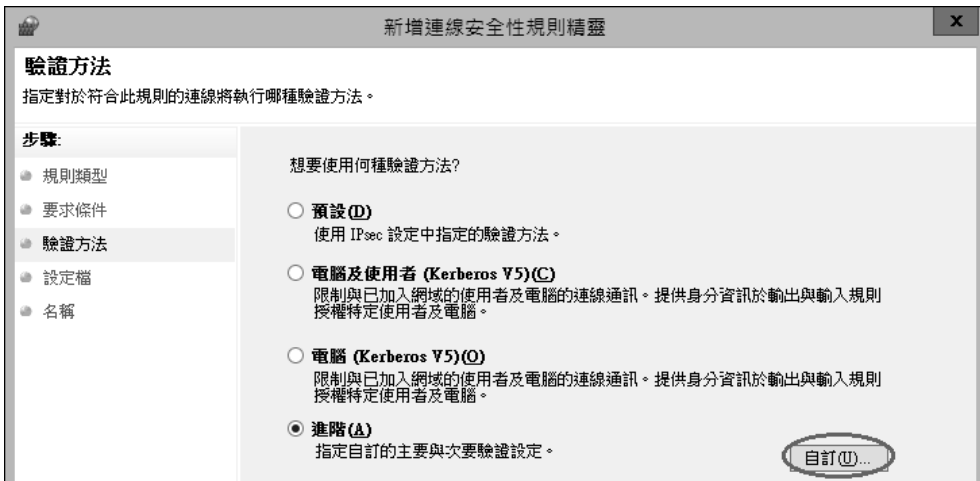 新增連線安全性規則精靈
x
驗證方法
指定對於符合此規則的連線將執行哪種驗證方法。
步驟:
規則類型
要求條件
驗證方法
設定檔
名稱
想要使用何種驗證方法?
預設(D)
使用 IPsec 設定中指定的驗證方法。
電腦及使用者 (Kerberos V5)(C)
限制與已加入網域的使用者及電腦的連線通訊。提供身分資訊於輸出與輸入規則
授權特定使用者及電腦。
電腦 (Kerberos V5)(O)
限制與已加入網域的使用者及電腦的連線通訊。提供身分資訊於輸出與輸入規則
授權特定使用者及電腦。
進階(A)
指定自訂的主要與次要驗證設定。
自訂(U)...